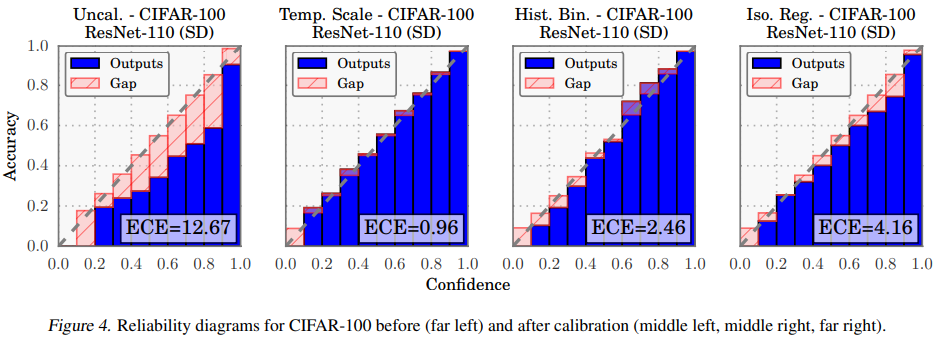 Uncal. - CIFAR-100
ResNet-110 (SD)
Temp. Scale - CIFAR-100
ResNet-110 (SD)
Hist. Bin. - CIFAR-100
ResNet-110 (SD)
Iso. Reg. - CIFAR-100
ResNet-110 (SD)
Accuracy
1.0
0.8
0.6
0.4
0.2
0.0
Outputs
Gap
ECE=12.67
0.0 0.2 0.4 0.6 0.8 1.0
Outputs
Gap
ECE=0.96
0.0 0.2 0.4 0.6 0.8 1.0
Outputs
Gap
ECE=2.46
0.0 0.2 0.4 0.6 0.8 1.0
Outputs
Gap
ECE=4.16
0.0 0.2 0.4 0.6 0.8 1.0
Confidence
Figure 4. Reliability diagrams for CIFAR-100 before (far left) and after calibration (middle left, middle right, far right).